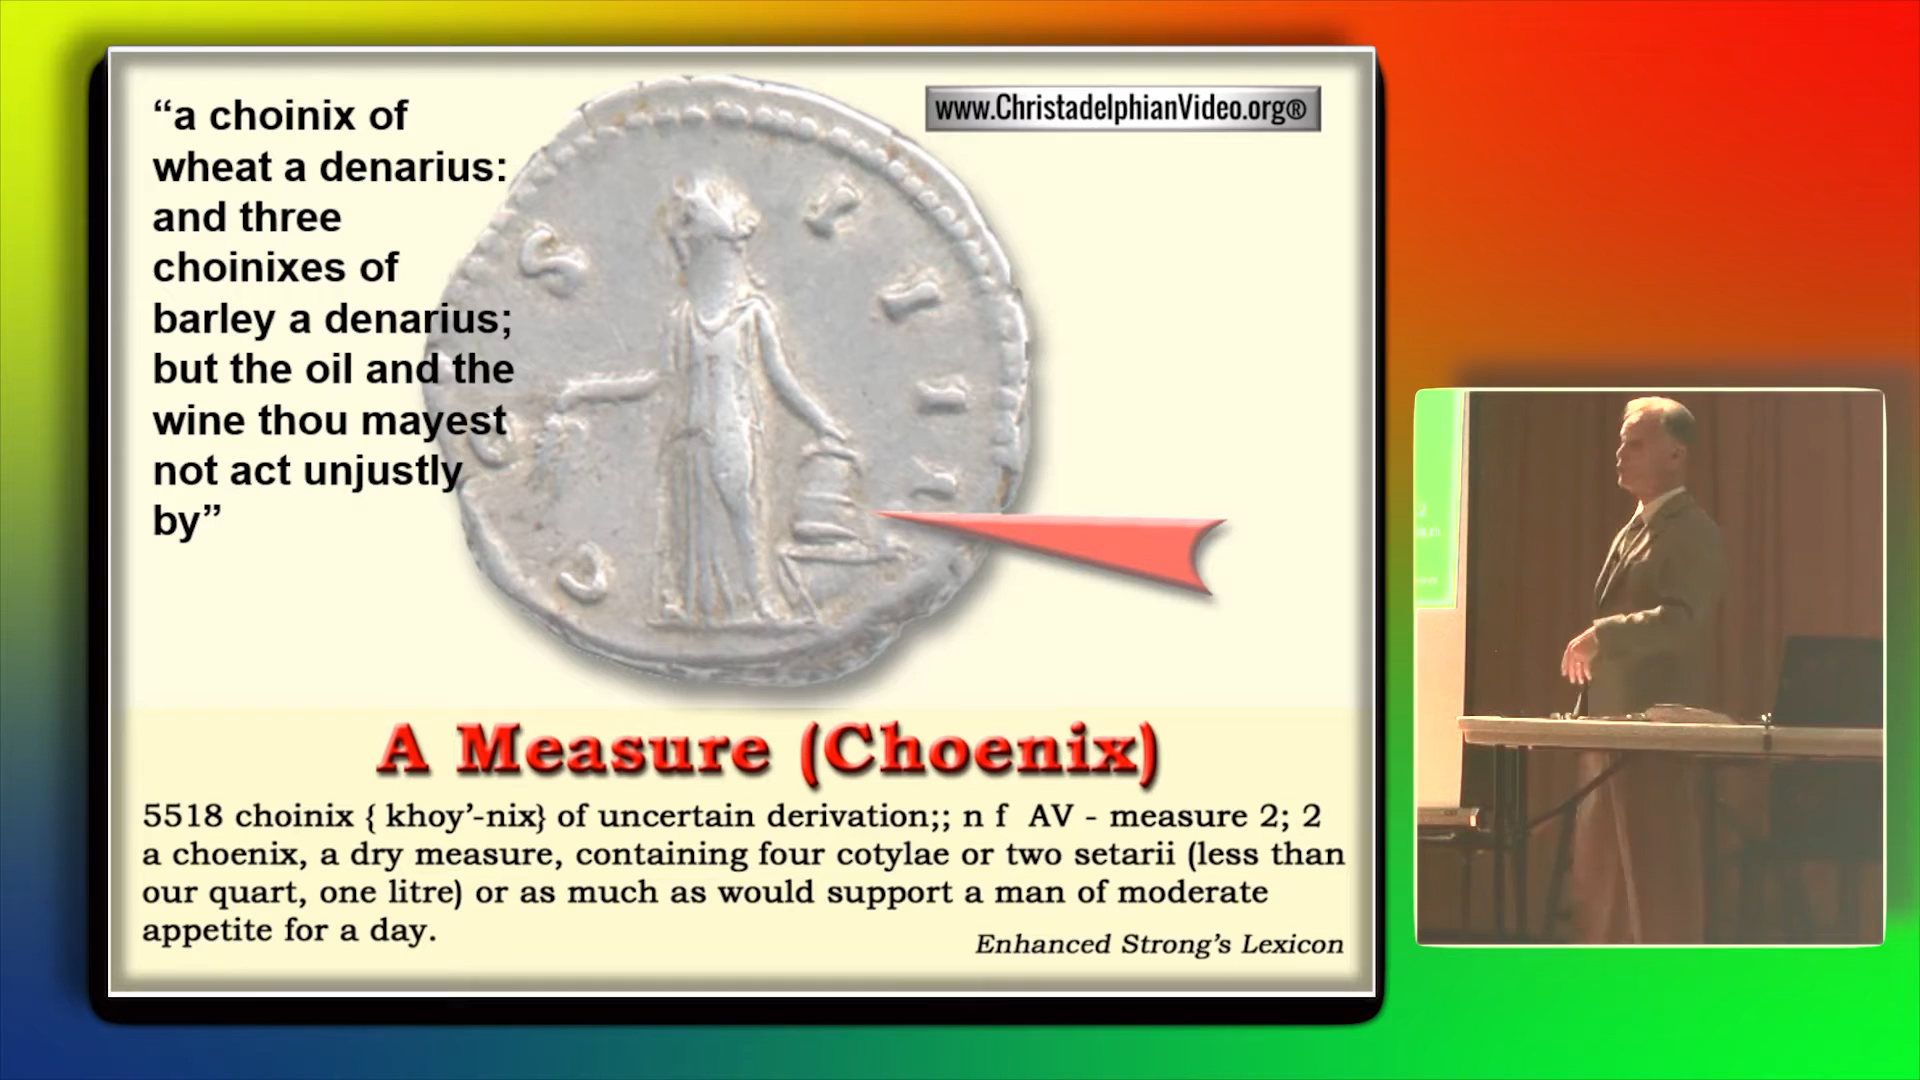 “a choinix of
wheat a denarius:
and three
choinixes of
barley a denarius;
but the oil and the
wine thou mayest
not act unjustly
by”
www.ChristadelphianVideo.org®
A Measure (Choenix)
5518 choinix { khoy’-nix} of uncertain derivation;; n f  AV - measure 2; 2
a choenix, a dry measure, containing four cotylae or two setarii (less than
our quart, one litre) or as much as would support a man of moderate
appetite for a day.
Enhanced Strong’s Lexicon